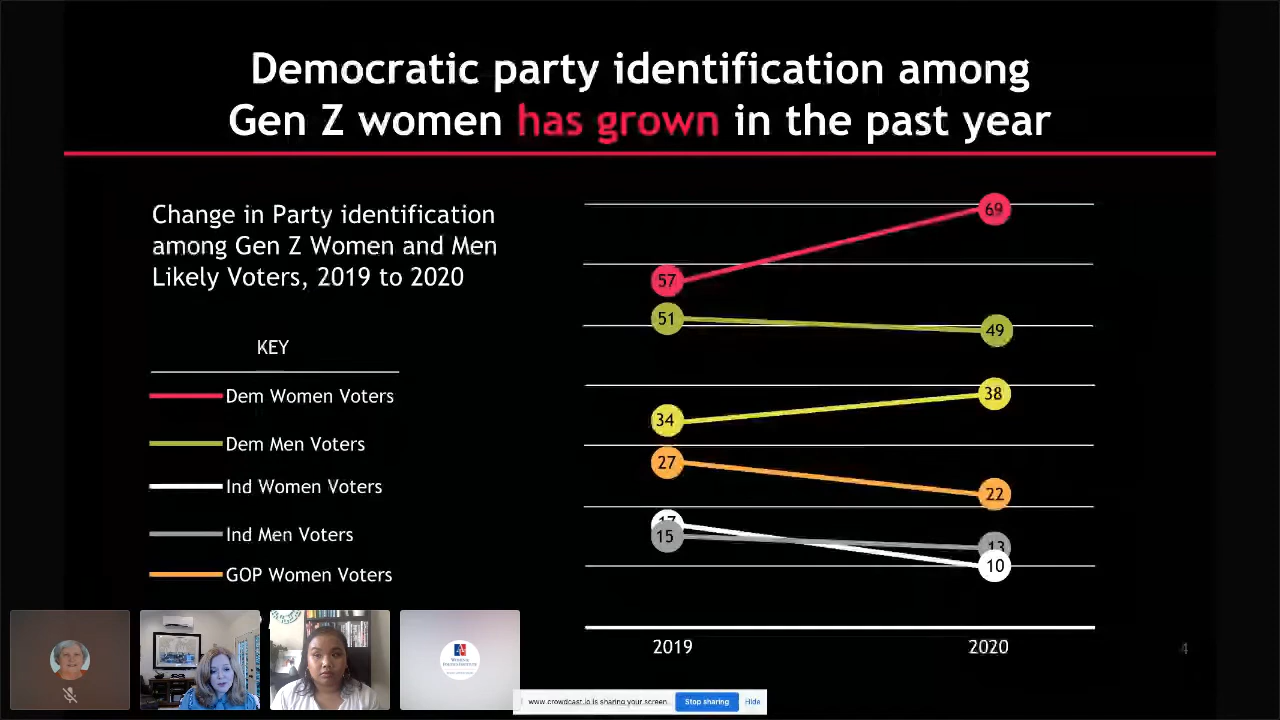 Democratic party identification among
Gen Z women has grown in the past year
Change in Party identification
among Gen Z Women and Men
Likely Voters, 2019 to 2020
KEY
Dem Women Voters
Dem Men Voters
Ind Women Voters
Ind Men Voters
GOP Women Voters
69
57
51
49
38
34
27
22
17
15
13
10
2019
2020
4
www.crowdcast.io is sharing your screen.
Stop sharing
Hide